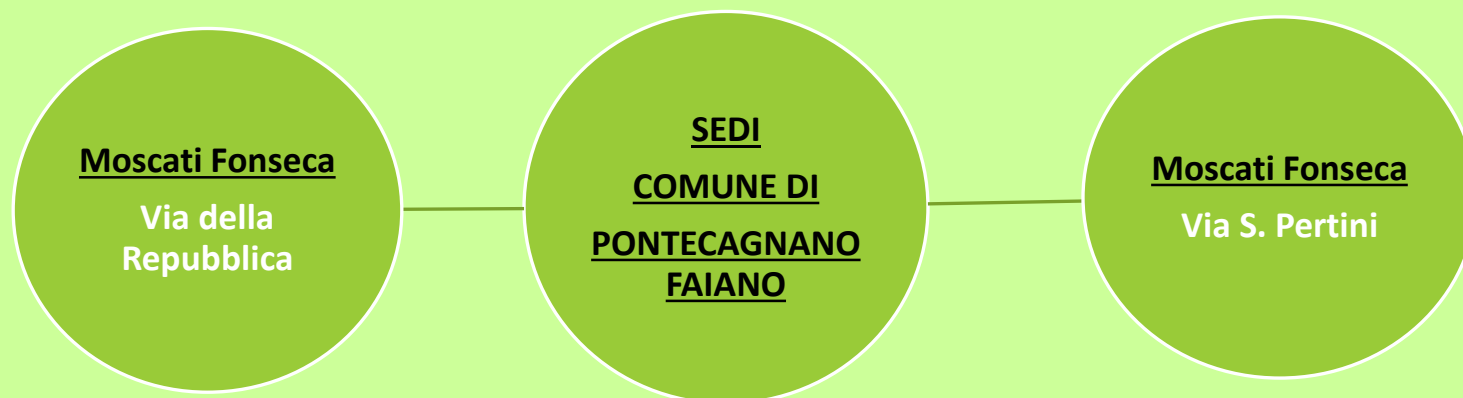 Moscati Fonseca
Via della
Repubblica
SEDI
COMUNE DI
PONTECAGNANO
FAIANO
Moscati Fonseca
Via S. Pertini